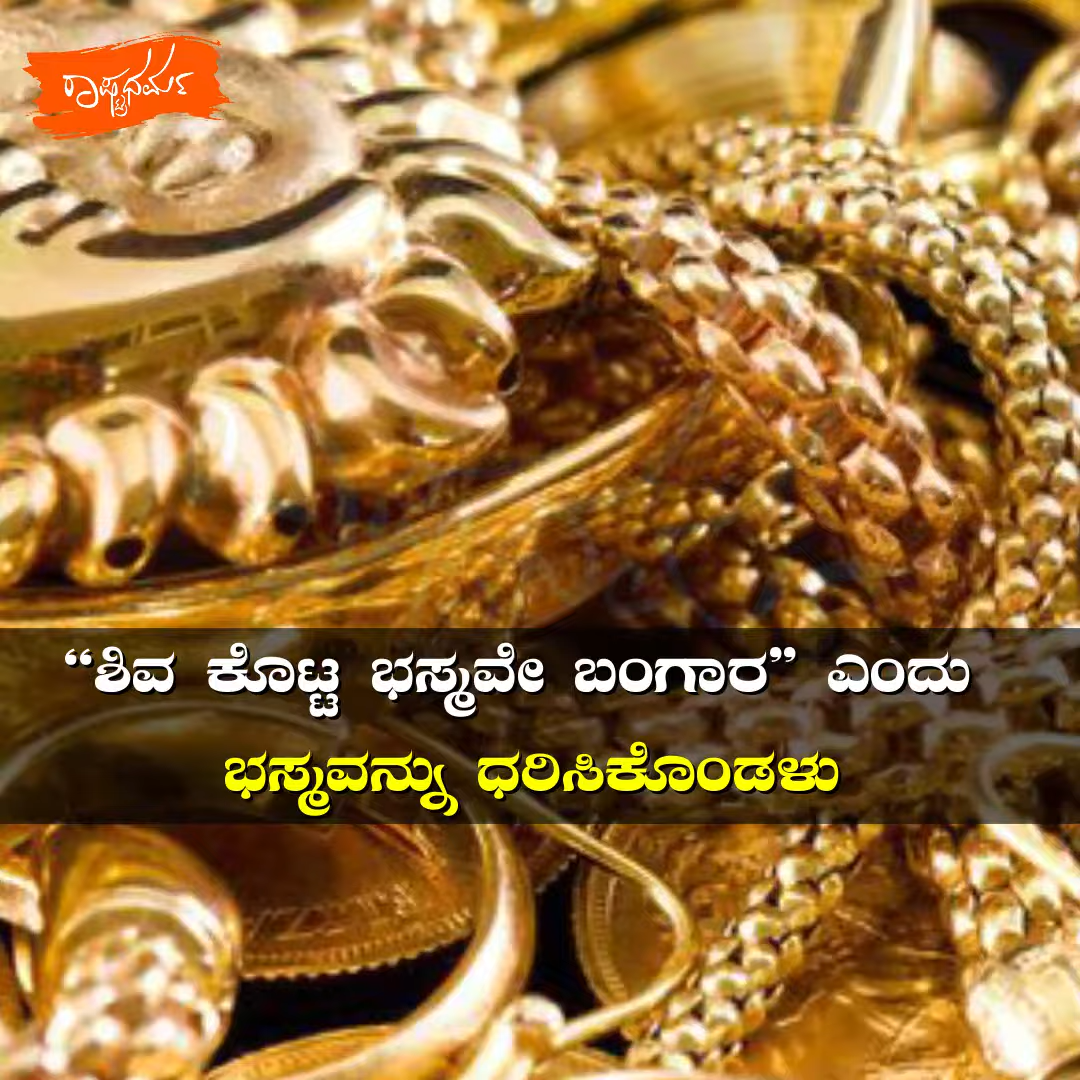 ರಾಷ್ಟ್ರಧರ್ಮ
“ಶಿವ ಕೊಟ್ಟ ಭಸ್ಮವೇ ಬಂಗಾರ” ಎಂದು
ಭಸ್ಮವನ್ನು ಧರಿಸಿಕೊಂಡಳು